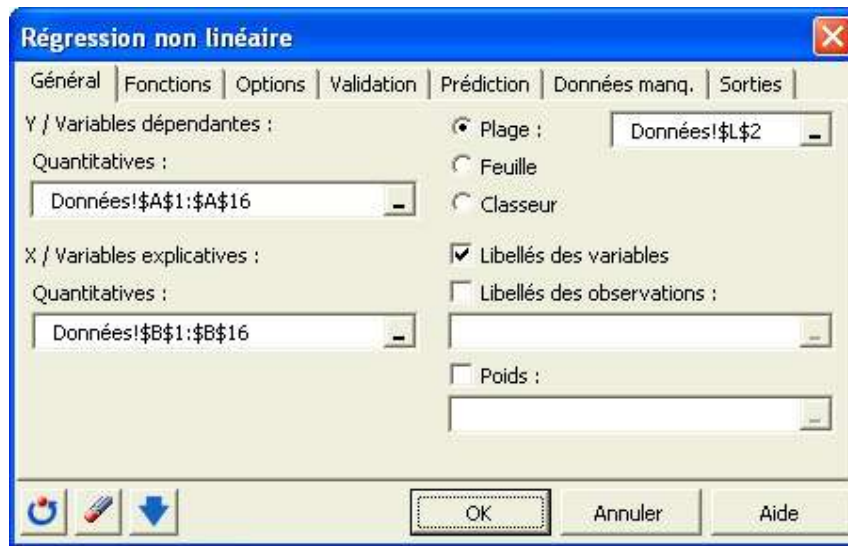 Régression non linéaire
Général Fonctions Options Validation Prédiction Données manq. Sorties
Y / Variables dépendantes :
Quantitatives :
Données!$A$1:$A$16
X / Variables explicatives :
Quantitatives :
Données!$B$1:$B$16
Plage : Données!$L$2
Feuille
Classeur
Libellés des variables
Libellés des observations :
Poids :
OK Annuler Aide